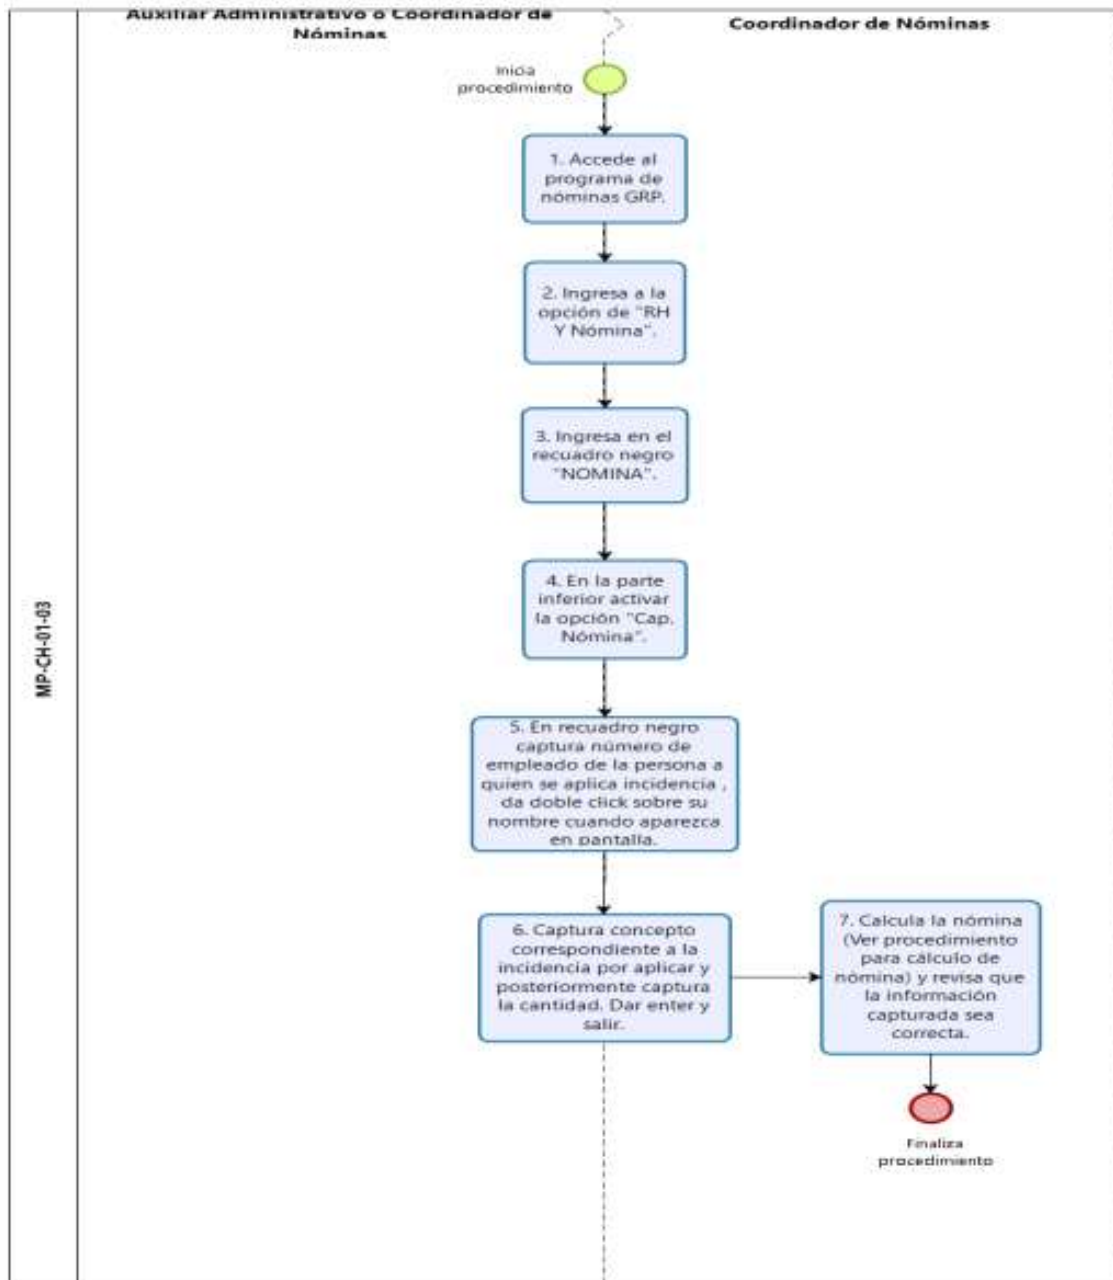 Auxiliar Administrativo o Coordinador de
Nóminas
Coordinador de Nóminas
MP-CH-01-03
Inicia
procedimiento
1. Accede al
programa de
nóminas GRP.
2. Ingresa a la
opción de "RH
Y Nómina".
3. Ingresa en el
recuadro negro
"NOMINA".
4. En la parte
inferior activar
la opción "Cap.
Nómina".
5. En recuadro negro
captura número de
empleado de la persona a
quien se aplica incidencia ,
da doble click sobre su
nombre cuando aparezca
en pantalla.
6. Captura concepto
correspondiente a la
incidencia por aplicar y
posteriormente captura
la cantidad. Dar enter y
salir.
7. Calcula la nómina
(Ver procedimiento
para cálculo de
nómina) y revisa que
la información
capturada sea
correcta.
Finaliza
procedimiento